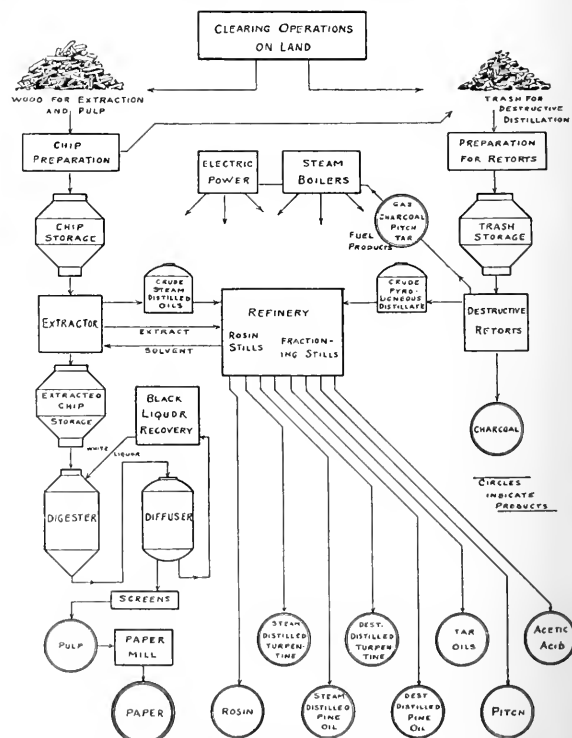 CLEARING OPERATIONS
ON LAND
WOOD FOR EXTRACTION
AND PULP
TRASH FOR
DESTRUCTIVE
DISTILLATION
CHIP
PREPARATION
ELECTRIC
POWER
STEAM
BOILERS
PREPARATION
FOR RETORTS
GAS
CHARCOAL
PITCH
TAR
FUEL
PRODUCTS
CHIP
STORAGE
TRASH
STORAGE
CRUDE
STEAM
DISTILLED
OILS
CRUDE
PYRO-
LIGNEOUS
DISTILLATE
EXTRACTOR
EXTRACT
SOLVENT
REFINERY
ROSIN
STILLS
FRACTION-
ING STILLS
DESTRUCTIVE
RETORTS
EXTRACTED
CHIP
STORAGE
BLACK
LIQUOR
RECOVERY
WHITE
LIQUOR
CHARCOAL
DIGESTER
DIFFUSER
CIRCLES
INDICATE
PRODUCTS
SCREENS
PULP
PAPER
MILL
STEAM
DISTILLED
TURPEN-
TINE
DEST.
DISTILLED
TURPEN-
TINE
TAR
OILS
ACETIC
ACID
PAPER
ROSIN
STEAM
DISTILLED
PINE
OIL
DEST
DISTILLED
PINE
OIL
PITCH